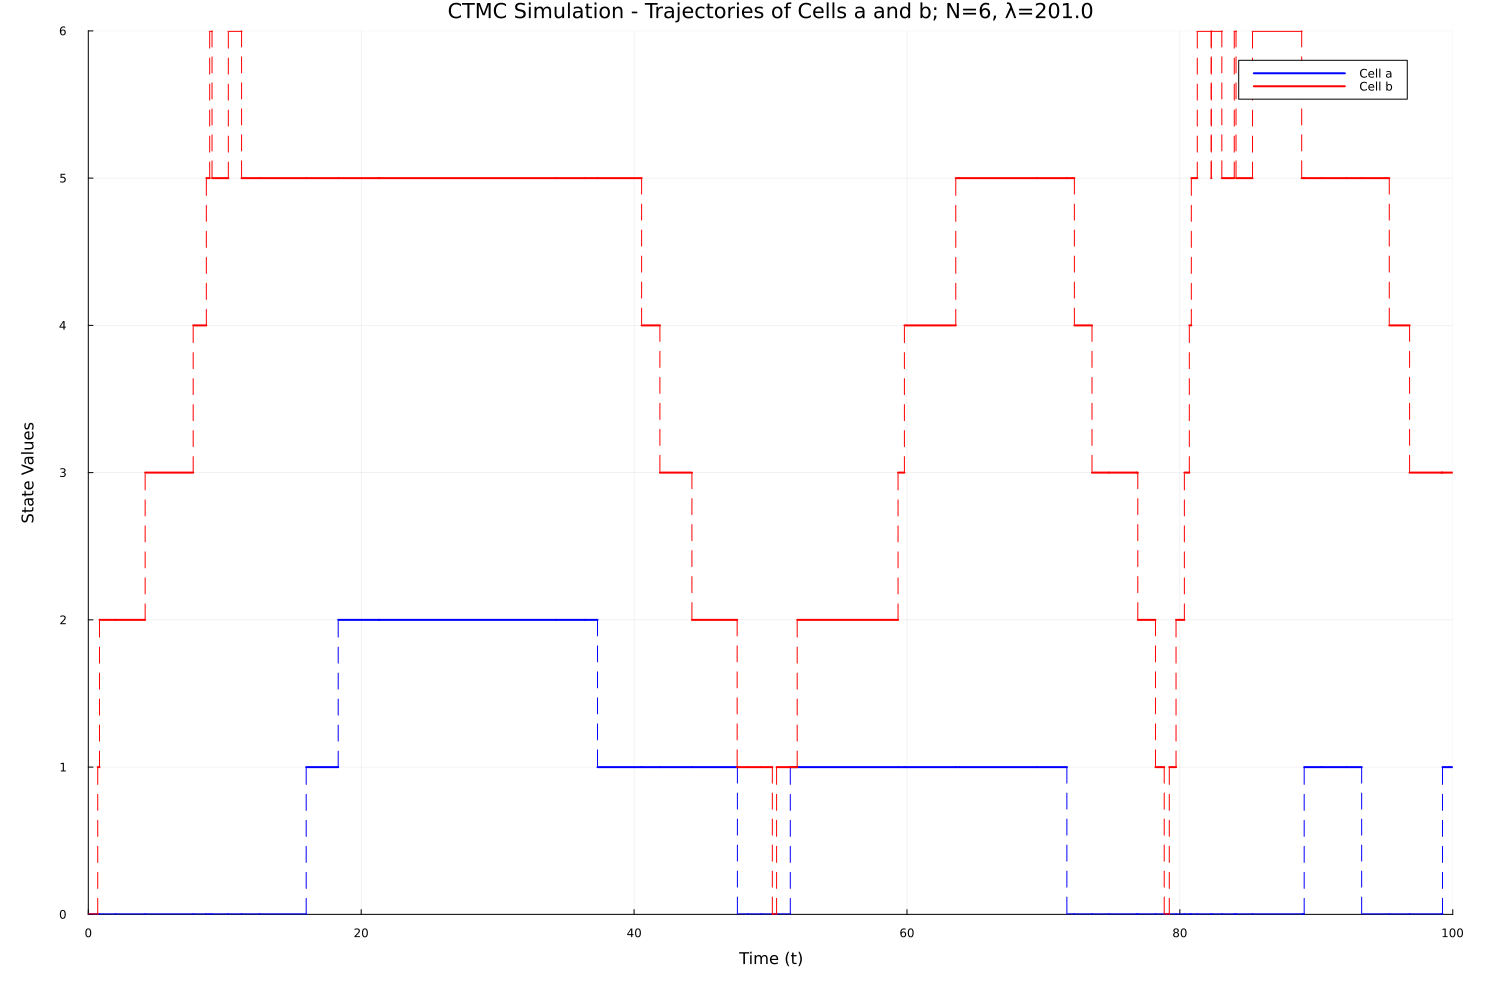 CTMC Simulation - Trajectories of Cells a and b; N=6, λ=201.0
6
Cell a
Cell b
5
4
3
State Values
2
1
0
0 20 40 60 80 100
Time (t)